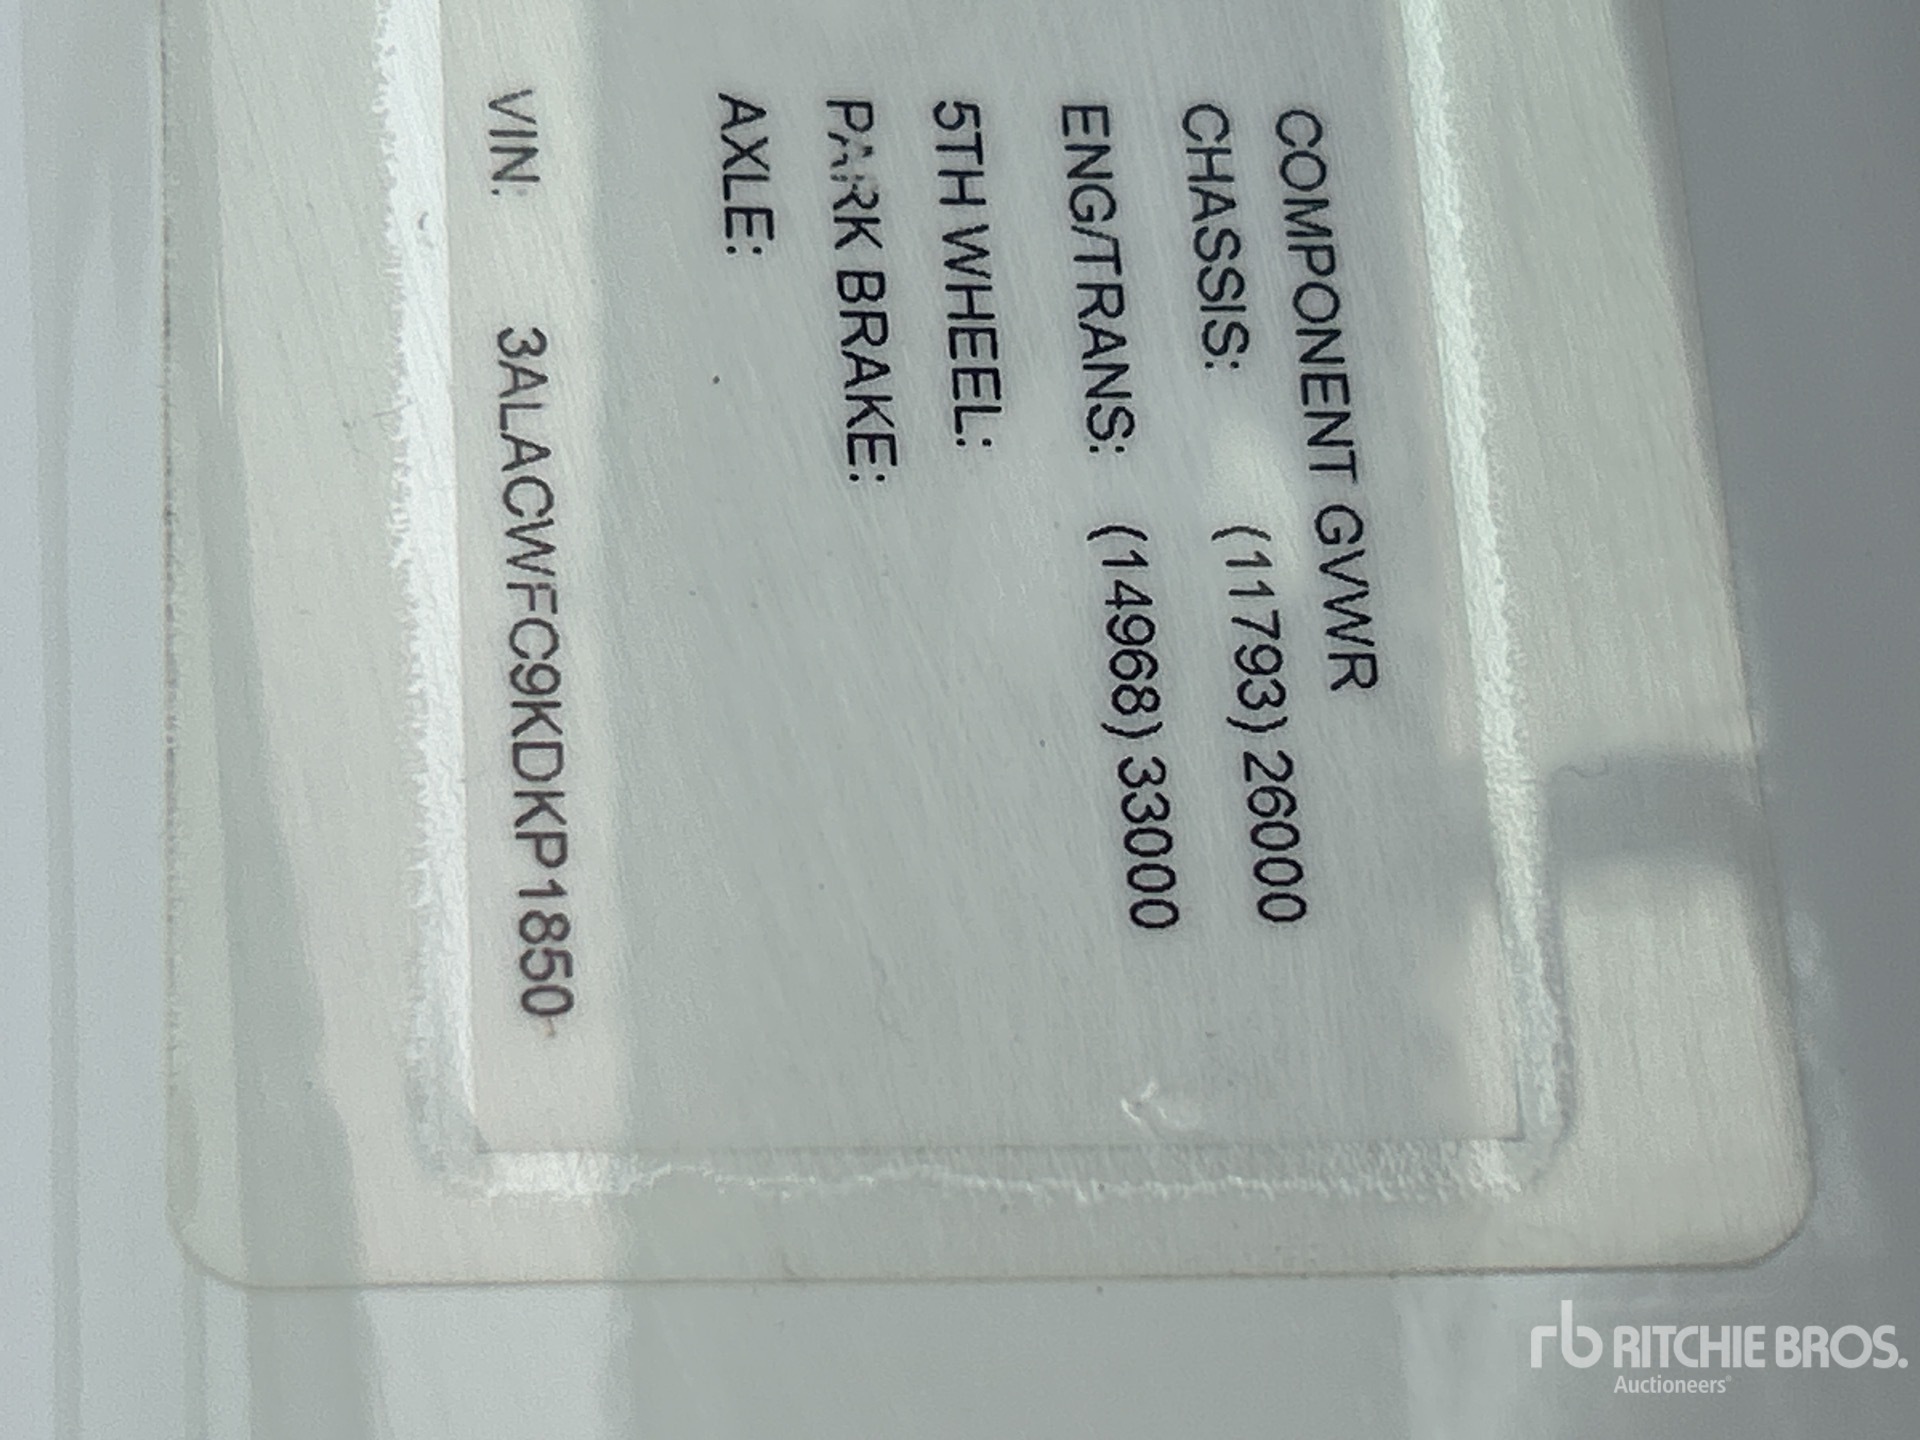 COMPONENT GVWR
CHASSIS: (11793) 26000
ENG/TRANS: (14968) 33000
5TH WHEEL:
PARK BRAKE:
AXLE:
VIN: 3ALACWFC9KDKP1850
rb RITCHIE BROS.
Auctioneers